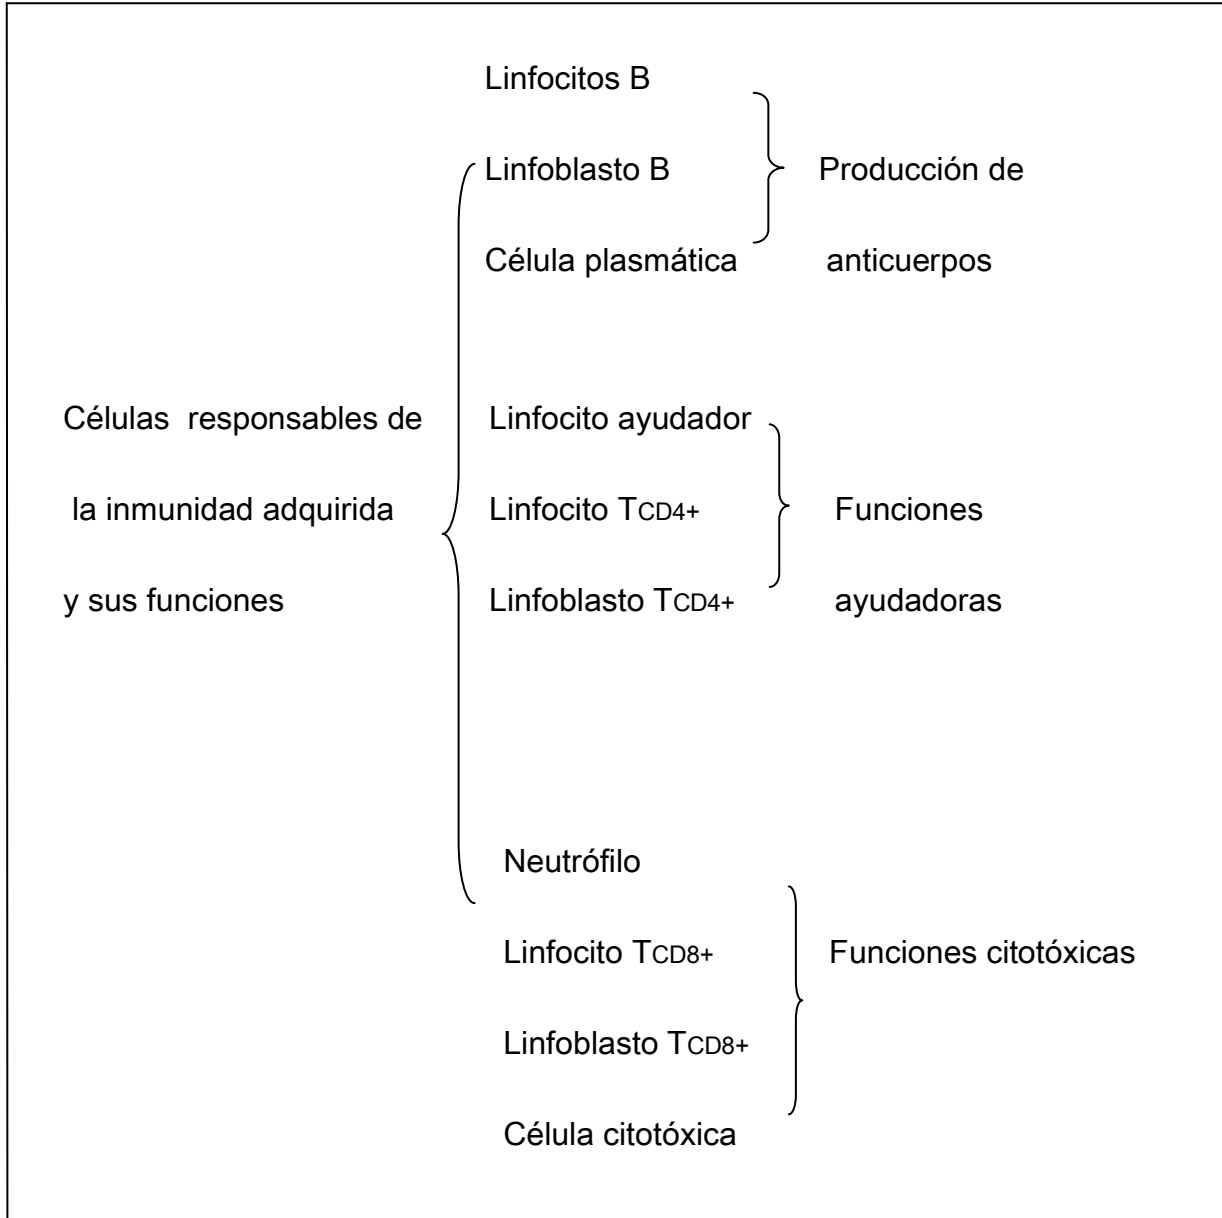 Linfocitos B
Linfoblasto B
Producción de
Célula plasmática
anticuerpos
Células responsables de
la inmunidad adquirida
y sus funciones
Linfocito ayudador
Linfocito TCD4+
Linfoblasto TCD4+
Funciones
ayudadoras
Neutrófilo
Linfocito TCD8+
Linfoblasto TCD8+
Célula citotóxica
Funciones citotóxicas